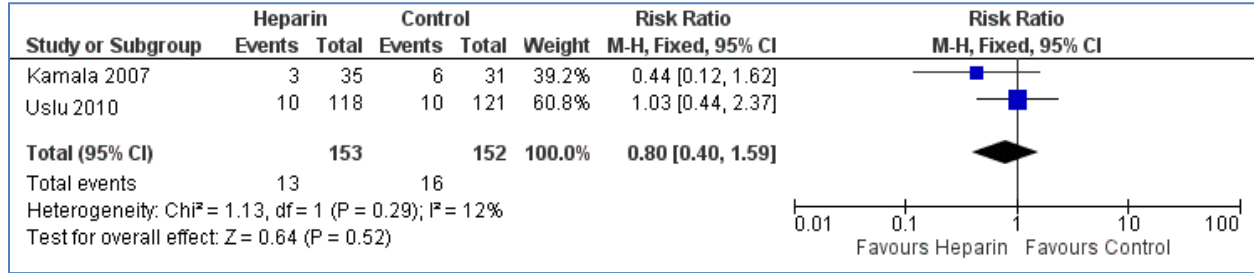 Heparin Control Risk Ratio Risk Ratio
Study or Subgroup Events Total Events Total Weight M-H, Fixed, 95% CI M-H, Fixed, 95% CI
Kamala 2007 3 35 6 31 39.2% 0.44 [0.12, 1.62]
Uslu 2010 10 118 10 121 60.8% 1.03 [0.44, 2.37]
Total (95% CI) 153 152 100.0% 0.80 [0.40, 1.59]
Total events 13 16
Heterogeneity: Chi² = 1.13, df = 1 (P = 0.29); I² = 12%
Test for overall effect: Z = 0.64 (P = 0.52)
0.01 0.1 1 10 100
Favours Heparin Favours Control